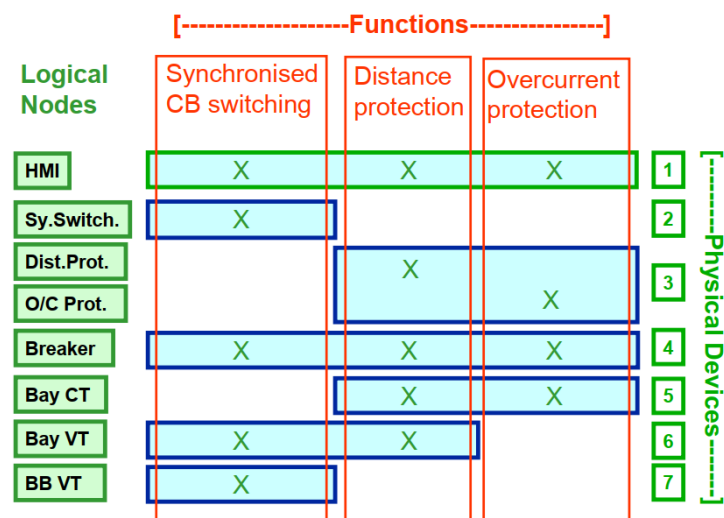 [--------------------Functions---------------]
Logical
Nodes
Synchronised
CB switching
Distance
protection
Overcurrent
protection
HMI X X X 1
Sy.Switch. X 2
Dist.Prot. X
3
O/C Prot. X
Breaker X X X 4
Bay CT X X 5
Bay VT X X 6
BB VT X 7
[---------Physical Devices------]